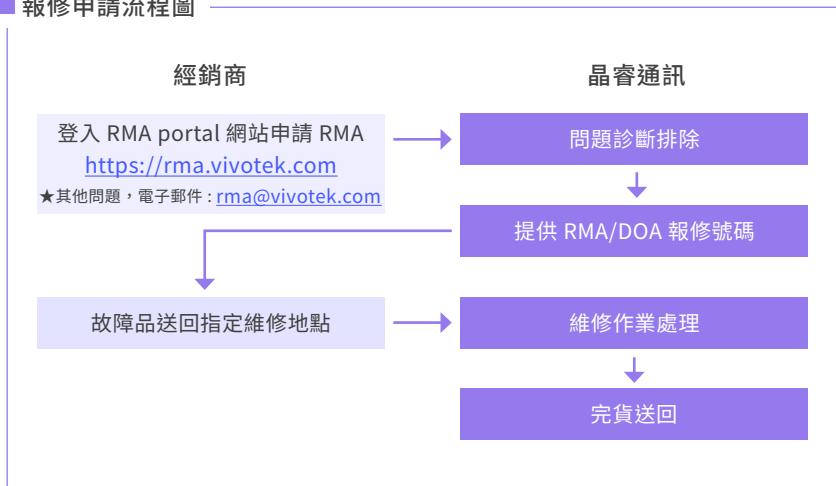 報修申請流程圖
經銷商
晶睿通訊
登入 RMA portal 網站申請 RMA
https://rma.vivotek.com
★其他問題，電子郵件 : rma@vivotek.com
問題診斷排除
提供 RMA/DOA 報修號碼
故障品送回指定維修地點
維修作業處理
完貨送回